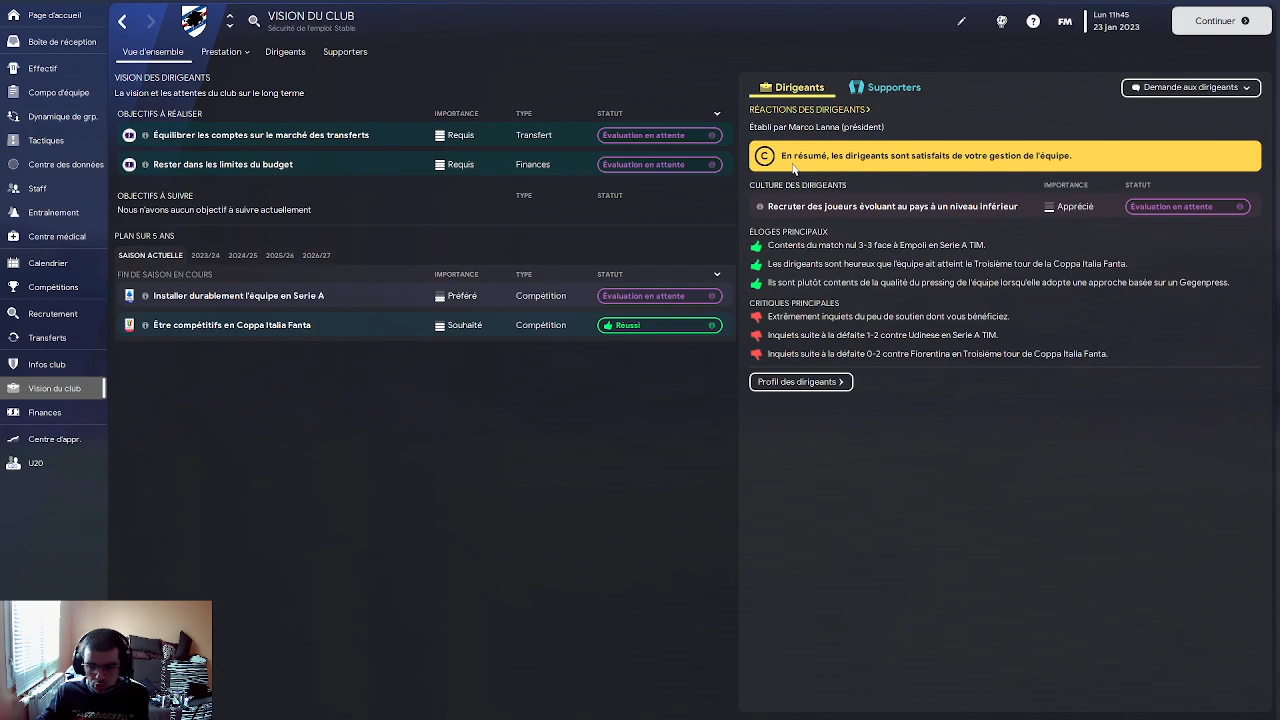 Page d'accueil
Boîte de réception
Effectif
Compo d'équipe
Dynamique de grp.
Tactiques
Centre des données
Staff
Entraînement
Centre médical
Calendrier
Compétitions
Recrutement
Transferts
Infos club
Vision du club
Finances
Centre d'appr.
U20
VISION DU CLUB
Sécurité de l'emploi: Stable
FM
Lun 11h45
23 jan 2023
Continuer
Vue d'ensemble
Prestation
Dirigeants
Supporters
VISION DES DIRIGEANTS
La vision et les attentes du club sur le long terme
OBJECTIFS À RÉALISER IMPORTANCE TYPE STATUT
Équilibrer les comptes sur le marché des transferts Requis Transfert Évaluation en attente
Rester dans les limites du budget Requis Finances Évaluation en attente
OBJECTIFS À SUIVRE TYPE STATUT
Nous n'avons aucun objectif à suivre actuellement
PLAN SUR 5 ANS
SAISON ACTUELLE 2023/24 2024/25 2025/26 2026/27
FIN DE SAISON EN COURS IMPORTANCE TYPE STATUT
Installer durablement l'équipe en Serie A Préféré Compétition Évaluation en attente
Être compétitifs en Coppa Italia Fanta Souhaité Compétition Réussi
Dirigeants
Supporters
Demande aux dirigeants
RÉACTIONS DES DIRIGEANTS
Établi par Marco Lanna (président)
C En résumé, les dirigeants sont satisfaits de votre gestion de l'équipe.
CULTURE DES DIRIGEANTS IMPORTANCE STATUT
Recruter des joueurs évoluant au pays à un niveau inférieur Apprécié Évaluation en attente
ÉLOGES PRINCIPAUX
Contents du match nul 3-3 face à Empoli en Serie A TIM.
Les dirigeants sont heureux que l'équipe ait atteint le Troisième tour de la Coppa Italia Fanta.
Ils sont plutôt contents de la qualité du pressing de l'équipe lorsqu'elle adopte une approche basée sur un Gegenpress.
CRITIQUES PRINCIPALES
Extrêmement inquiets du peu de soutien dont vous bénéficiez.
Inquiets suite à la défaite 1-2 contre Udinese en Serie A TIM.
Inquiets suite à la défaite 0-2 contre Fiorentina en Troisième tour de Coppa Italia Fanta.
Profil des dirigeants